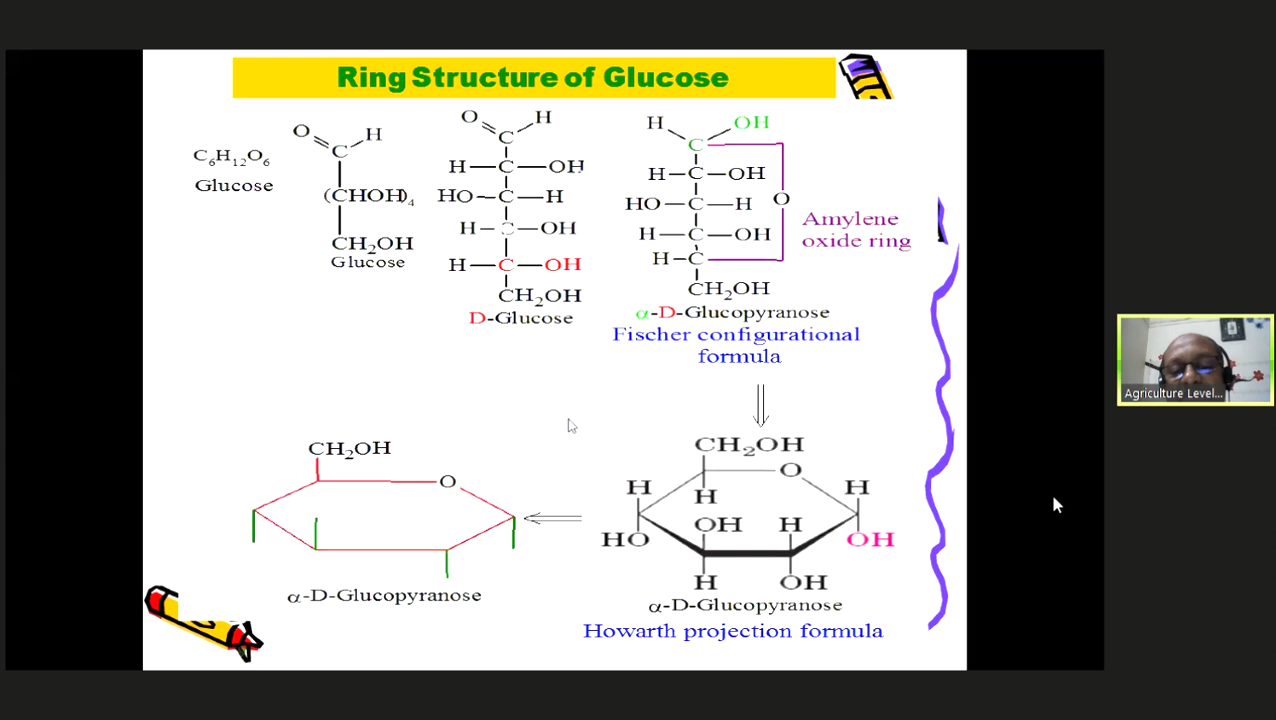 Ring Structure of Glucose
C6H12O6
Glucose
O H
C
(CHOH)4
CH2OH
Glucose
O H
C
H C OH
HO C H
H C OH
H C OH
CH2OH
D-Glucose
H OH
C
H C OH
HO C H
H C OH
H C
O
CH2OH
Amylene
oxide ring
α-D-Glucopyranose
Fischer configurational
formula
CH2OH
O
α-D-Glucopyranose
CH2OH
O
H H H
OH H
HO OH
H OH
α-D-Glucopyranose
Howarth projection formula
Agriculture Level...